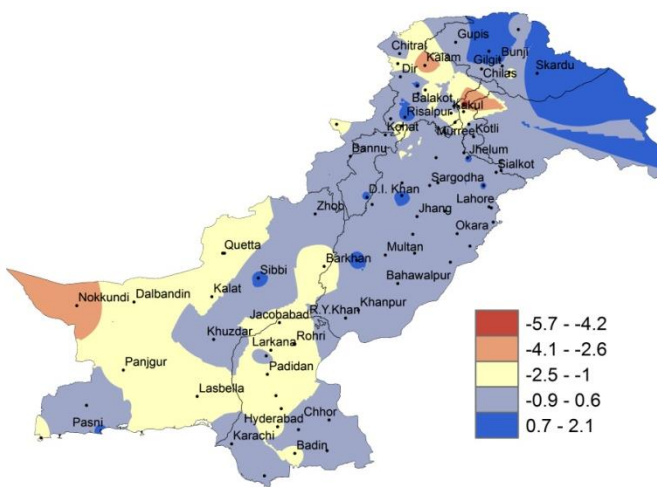 Gupis
Chitral
Bunji
Kalam
Gilgit
Skardu
Dir
Chilas
Balakot
Kakul
Risalpur
Murree
Kotli
Kohat
Bannu
Jhelum
Sialkot
Sargodha
D.I. Khan
Zhob
Lahore
Jhang
Okara
Quetta
Multan
Barkhan
Sibbi
Bahawalpur
Nokkundi
Dalbandin
Kalat
Khanpur
R.Y.Khan
Jacobabad
Khuzdar
Rohri
Larkana
Panjgur
Padidan
Lasbella
Pasni
Hyderabad
Chhor
Karachi
Badin
-5.7 - -4.2
-4.1 - -2.6
-2.5 - -1
-0.9 - 0.6
0.7 - 2.1